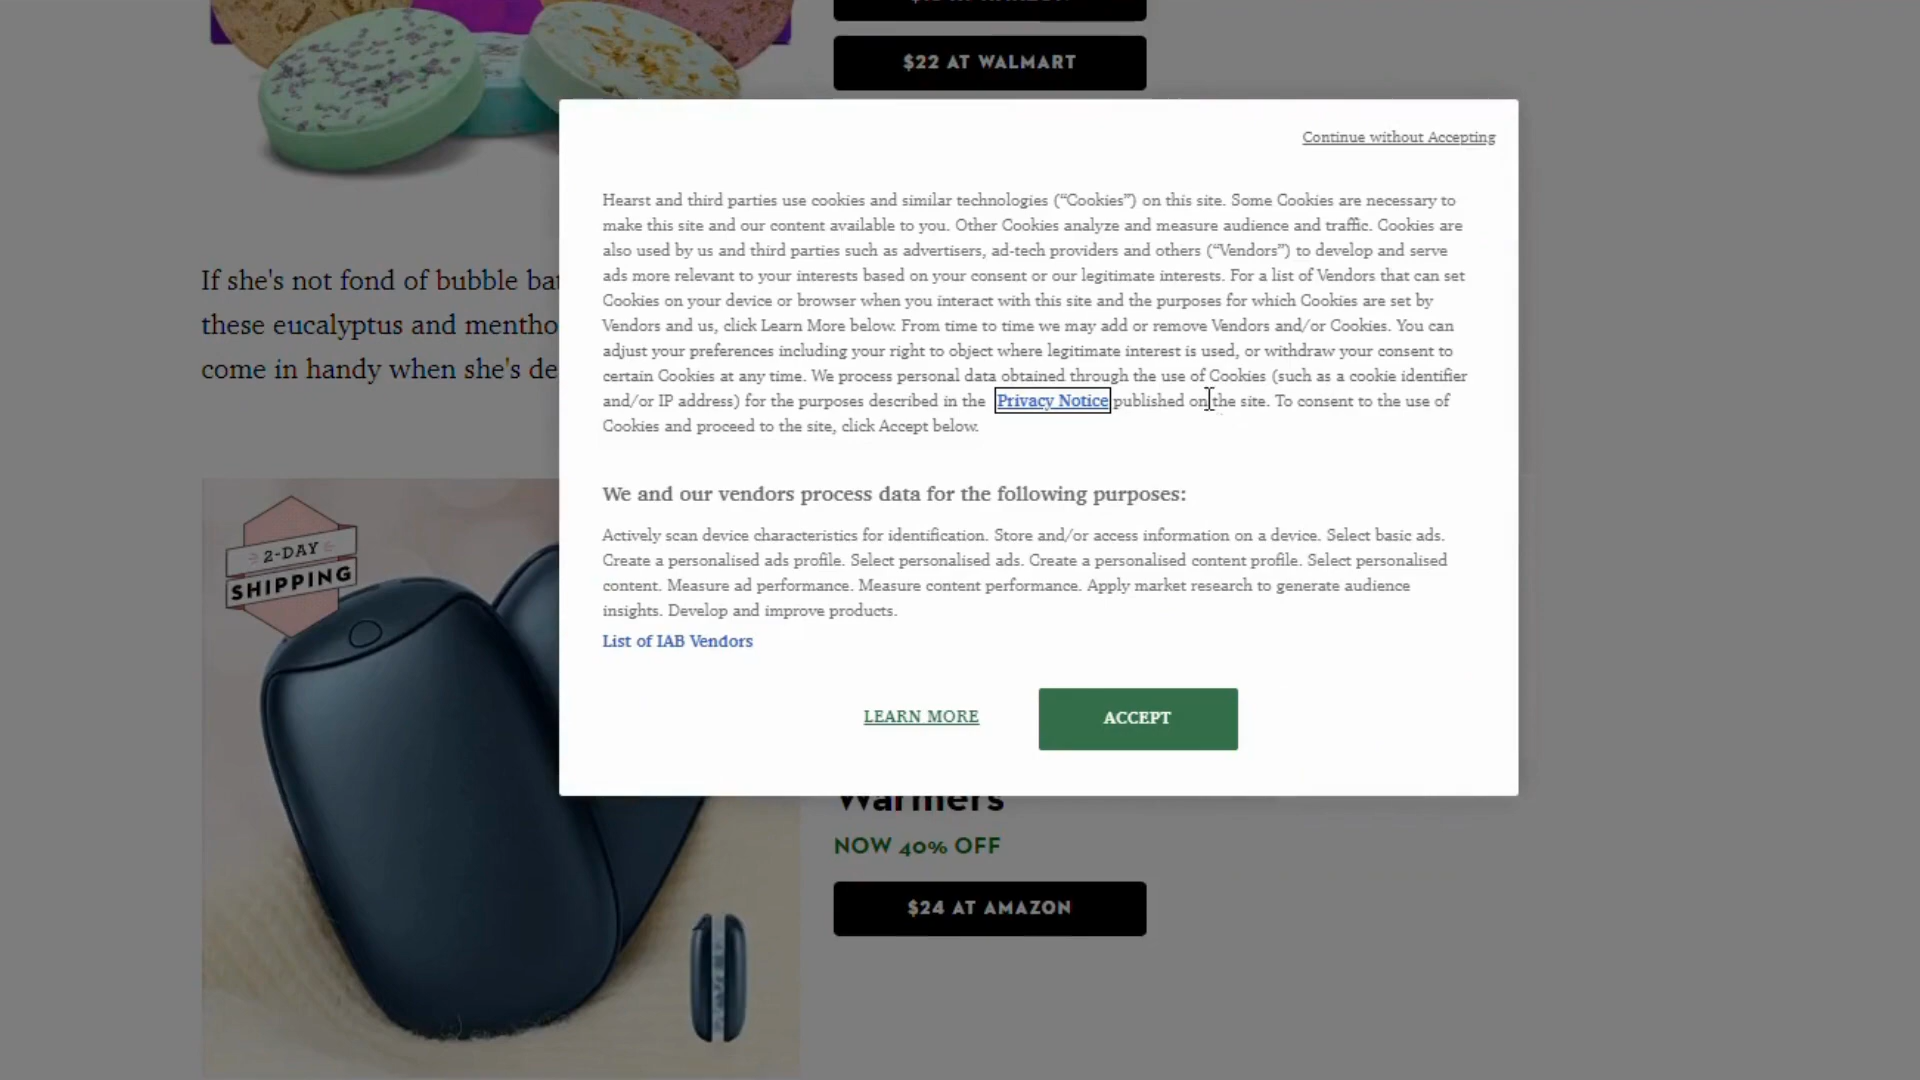 $22 AT WALMART
Continue without Accepting
Hearst and third parties use cookies and similar technologies (“Cookies”) on this site. Some Cookies are necessary to
make this site and our content available to you. Other Cookies analyze and measure audience and traffic. Cookies are
also used by us and third parties such as advertisers, ad-tech providers and others (“Vendors”) to develop and serve
ads more relevant to your interests based on your consent or our legitimate interests. For a list of Vendors that can set
Cookies on your device or browser when you interact with this site and the purposes for which Cookies are set by
Vendors and us, click Learn More below. From time to time we may add or remove Vendors and/or Cookies. You can
adjust your preferences including your right to object where legitimate interest is used, or withdraw your consent to
certain Cookies at any time. We process personal data obtained through the use of Cookies (such as a cookie identifier
and/or IP address) for the purposes described in the Privacy Notice published on the site. To consent to the use of
Cookies and proceed to the site, click Accept below.
If she's not fond of bubble
these eucalyptus and
come in handy when she's
We and our vendors process data for the following purposes:
Actively scan device characteristics for identification. Store and/or access information on a device. Select basic ads.
Create a personalised ads profile. Select personalised ads. Create a personalised content profile. Select personalised
content. Measure ad performance. Measure content performance. Apply market research to generate audience
insights. Develop and improve products.
List of IAB Vendors
LEARN MORE
ACCEPT
2-DAY
SHIPPING
Warmers
NOW 40% OFF
$24 AT AMAZON